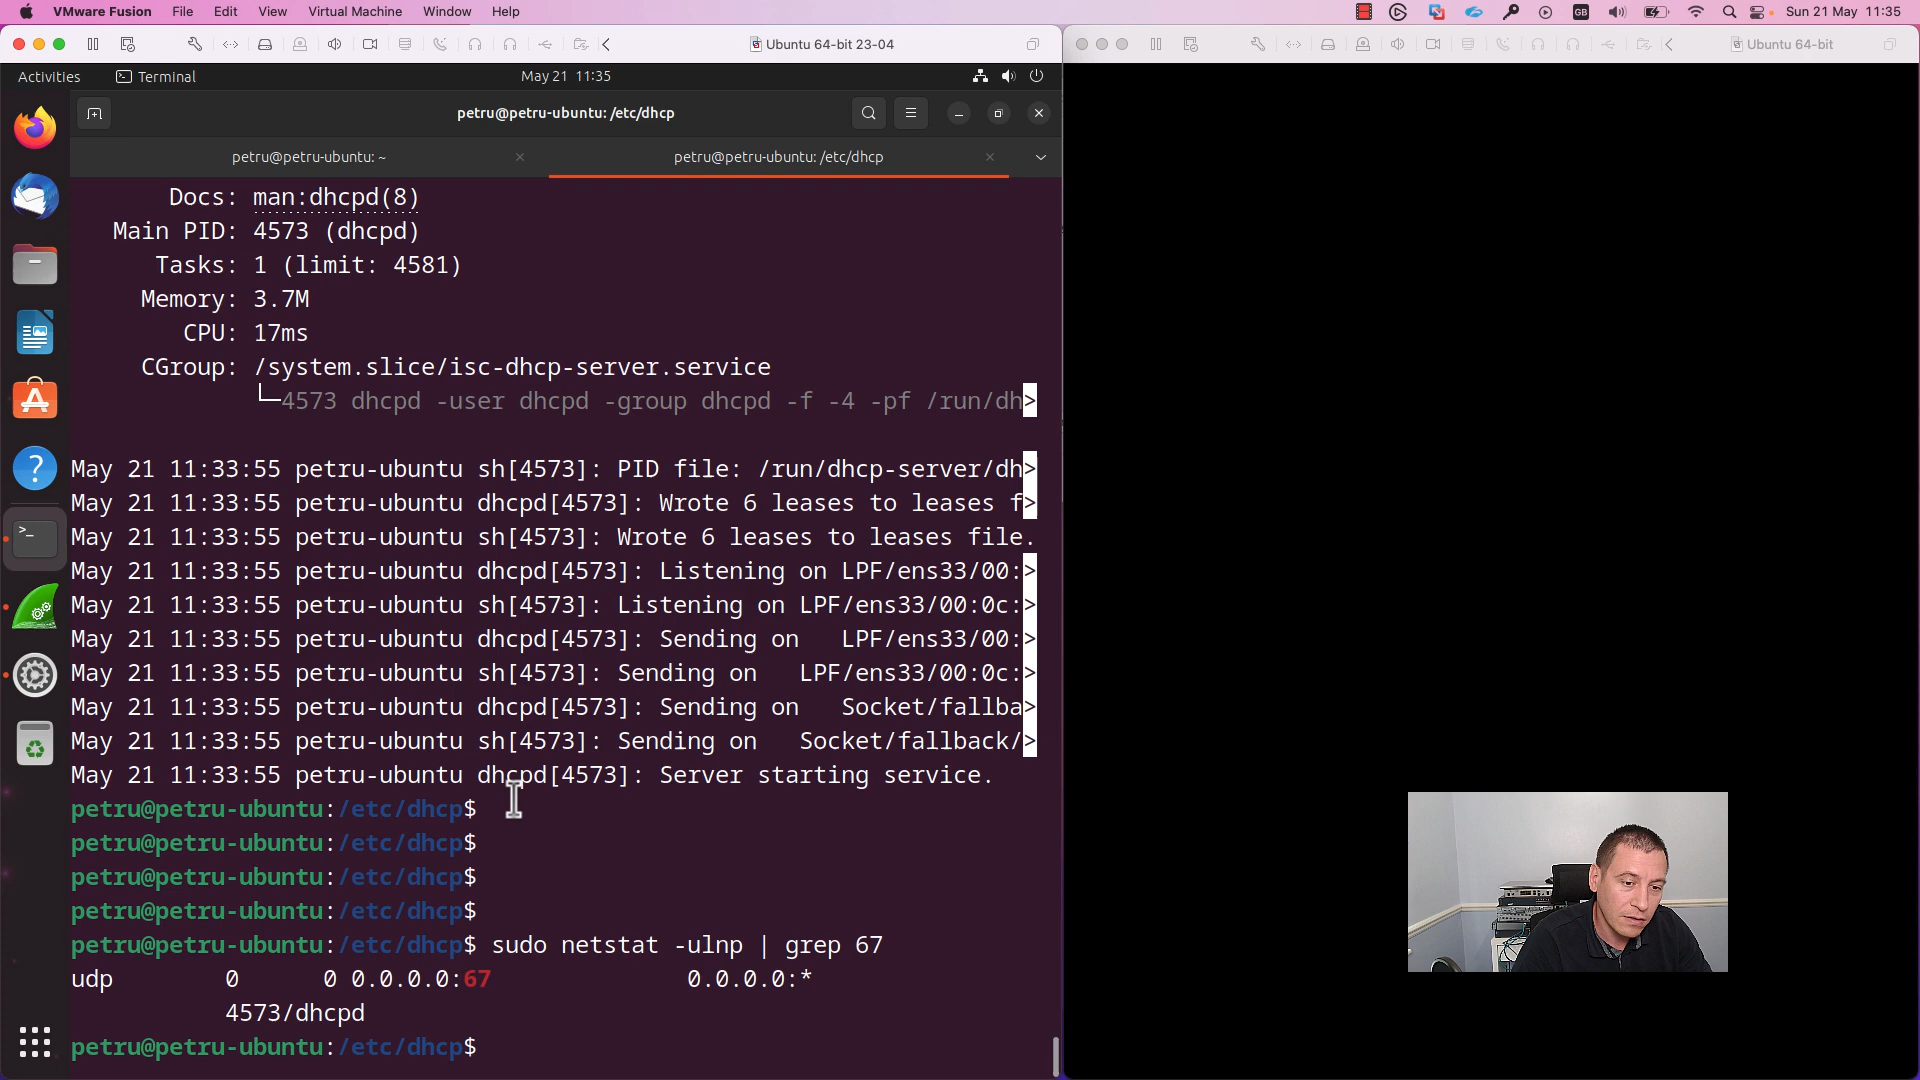 VMware Fusion File Edit View Virtual Machine Window Help GB Sun 21 May 11:35
Ubuntu 64-bit 23-04
Ubuntu 64-bit
Activities Terminal May 21 11:35
petru@petru-ubuntu: /etc/dhcp
petru@petru-ubuntu: ~ petru@petru-ubuntu: /etc/dhcp
Docs: man:dhcpd(8)
Main PID: 4573 (dhcpd)
Tasks: 1 (limit: 4581)
Memory: 3.7M
CPU: 17ms
CGroup: /system.slice/isc-dhcp-server.service
└─4573 dhcpd -user dhcpd -group dhcpd -f -4 -pf /run/dh>
May 21 11:33:55 petru-ubuntu sh[4573]: PID file: /run/dhcp-server/dh>
May 21 11:33:55 petru-ubuntu dhcpd[4573]: Wrote 6 leases to leases f>
May 21 11:33:55 petru-ubuntu sh[4573]: Wrote 6 leases to leases file.
May 21 11:33:55 petru-ubuntu dhcpd[4573]: Listening on LPF/ens33/00:>
May 21 11:33:55 petru-ubuntu sh[4573]: Listening on LPF/ens33/00:0c:>
May 21 11:33:55 petru-ubuntu dhcpd[4573]: Sending on   LPF/ens33/00:>
May 21 11:33:55 petru-ubuntu sh[4573]: Sending on   LPF/ens33/00:0c:>
May 21 11:33:55 petru-ubuntu dhcpd[4573]: Sending on   Socket/fallba>
May 21 11:33:55 petru-ubuntu sh[4573]: Sending on   Socket/fallback/>
May 21 11:33:55 petru-ubuntu dhcpd[4573]: Server starting service.
petru@petru-ubuntu:/etc/dhcp$
petru@petru-ubuntu:/etc/dhcp$
petru@petru-ubuntu:/etc/dhcp$
petru@petru-ubuntu:/etc/dhcp$
petru@petru-ubuntu:/etc/dhcp$ sudo netstat -ulnp | grep 67
udp        0      0 0.0.0.0:67              0.0.0.0:*
4573/dhcpd
petru@petru-ubuntu:/etc/dhcp$